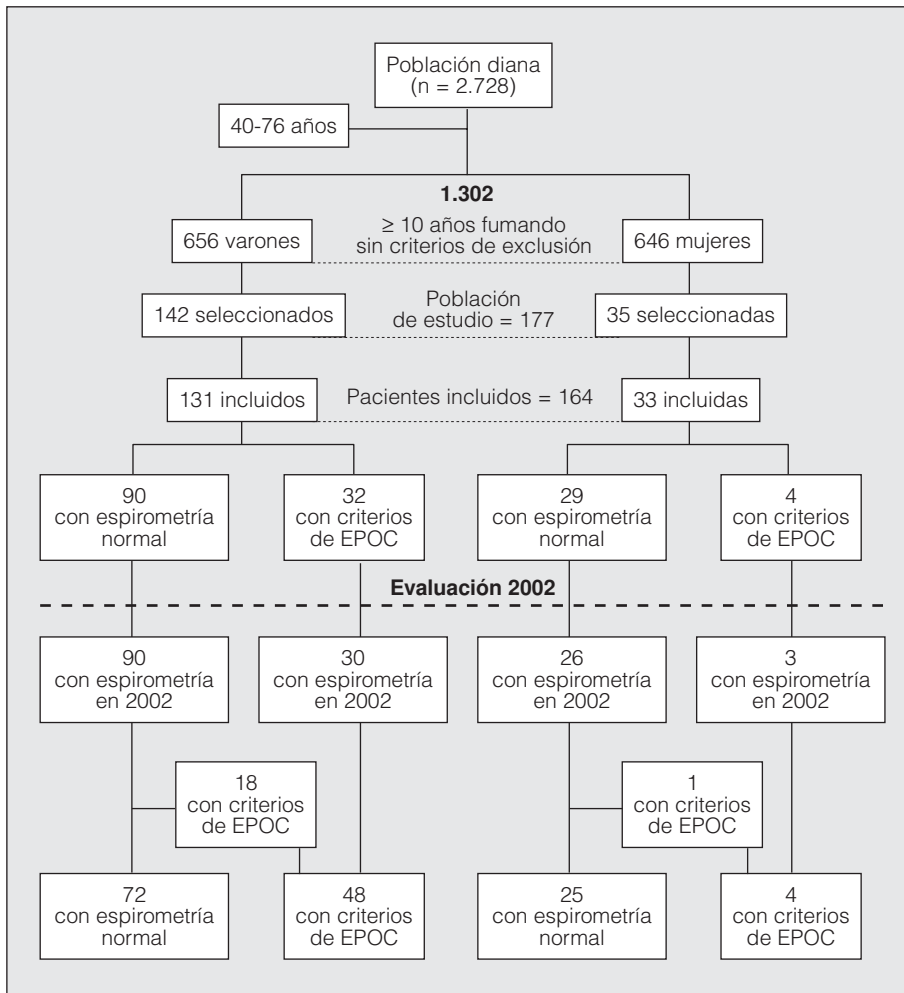 Población diana
(n = 2.728)
40-76 años
1.302
656 varones
≥ 10 años fumando
sin criterios de exclusión
646 mujeres
142 seleccionados
Población
de estudio = 177
35 seleccionadas
131 incluidos
Pacientes incluidos = 164
33 incluidas
90
con espirometría
normal
32
con criterios
de EPOC
29
con espirometría
normal
4
con criterios
de EPOC
Evaluación 2002
90
con espirometría
en 2002
30
con espirometría
en 2002
26
con espirometría
en 2002
3
con espirometría
en 2002
18
con criterios
de EPOC
1
con criterios
de EPOC
72
con espirometría
normal
48
con criterios
de EPOC
25
con espirometría
normal
4
con criterios
de EPOC